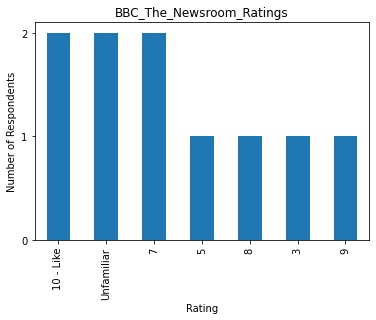 BBC_The_Newsroom_Ratings
Number of Respondents
2
1
0
10 - Like
Unfamiliar
7
5
8
3
9
Rating